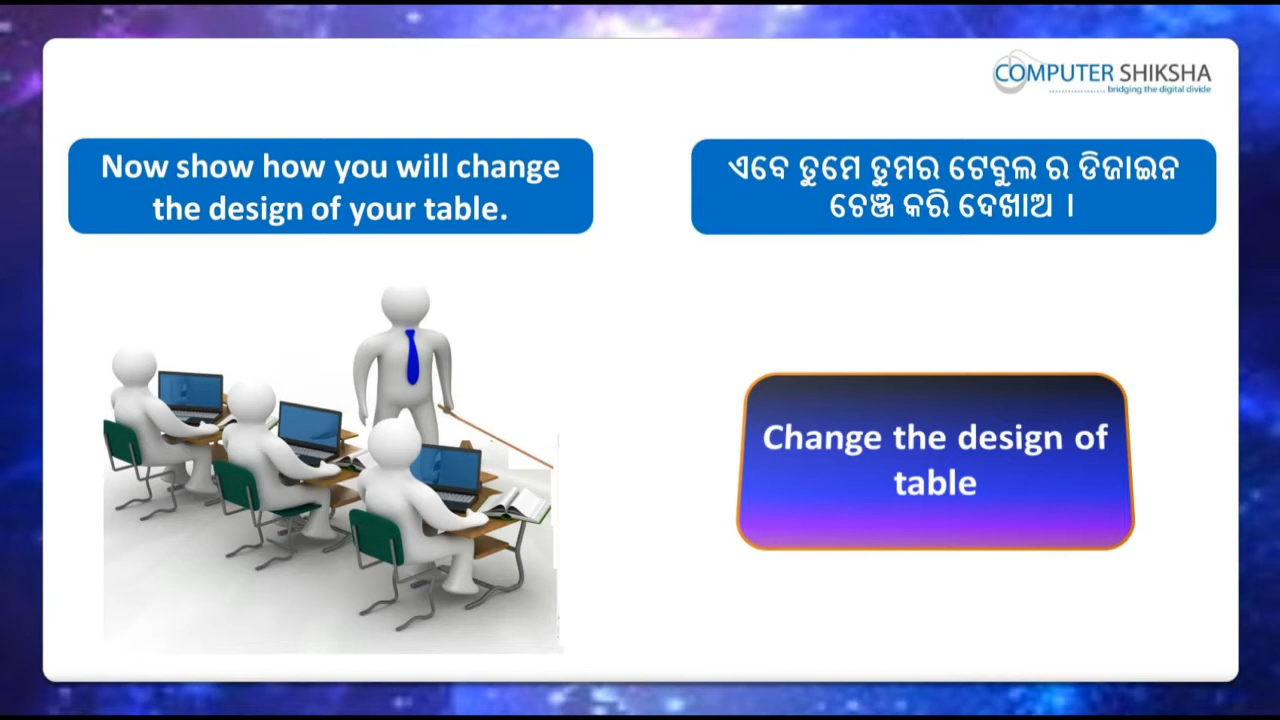 COMPUTER SHIKSHA
bridging the digital divide
Now show how you will change
the design of your table.
ଏବେ ତୁମେ ତୁମର ଟେବୁଲ ର ଡିଜାଇନ
ଚେଞ୍ଜ କରି ଦେଖାଅ ।
Change the design of
table